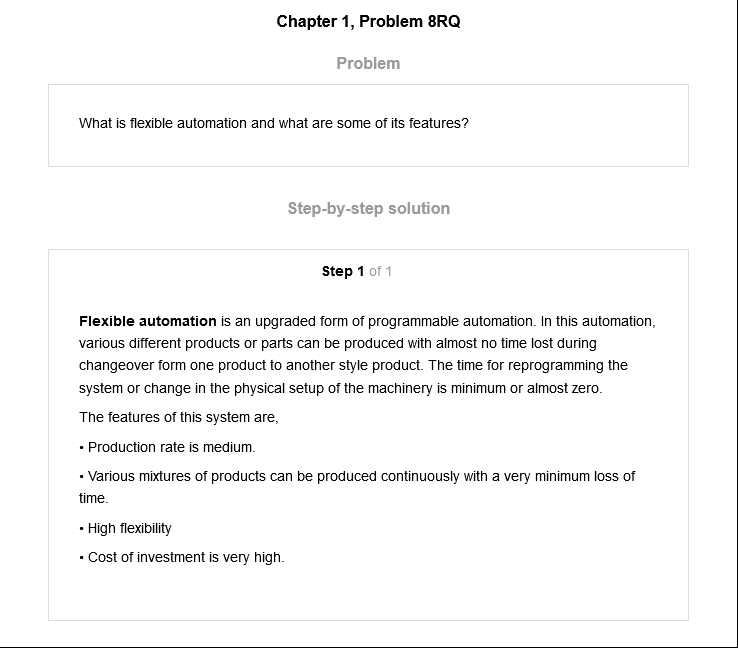 Chapter 1, Problem 8RQ
Problem
What is flexible automation and what are some of its features?
Step-by-step solution
Step 1 of 1
Flexible automation is an upgraded form of programmable automation. In this automation,
various different products or parts can be produced with almost no time lost during
changeover form one product to another style product. The time for reprogramming the
system or change in the physical setup of the machinery is minimum or almost zero.
The features of this system are,
• Production rate is medium.
• Various mixtures of products can be produced continuously with a very minimum loss of
time.
• High flexibility
• Cost of investment is very high.